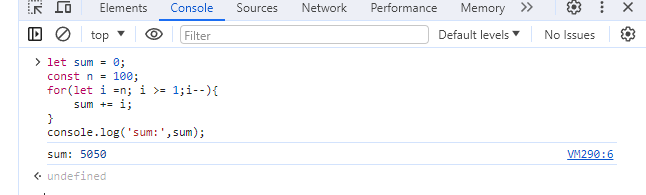 Elements Console Sources Network Performance Memory
top Filter Default levels No Issues
let sum = 0;
const n = 100;
for(let i =n; i >= 1;i--){
    sum += i;
}
console.log('sum:',sum);
sum: 5050 VM290:6
undefined